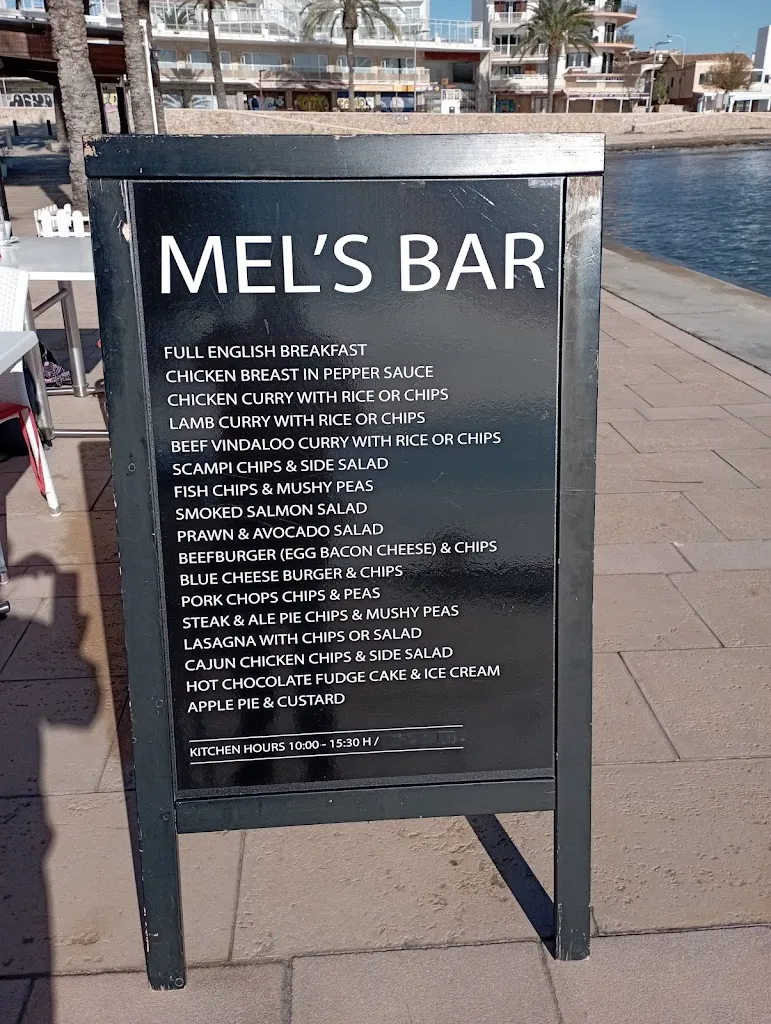 MEL'S BAR
FULL ENGLISH BREAKFAST
CHICKEN BREAST IN PEPPER SAUCE
CHICKEN CURRY WITH RICE OR CHIPS
LAMB CURRY WITH RICE OR CHIPS
BEEF VINDALOO CURRY WITH RICE OR CHIPS
SCAMPI CHIPS & SIDE SALAD
FISH CHIPS & MUSHY PEAS
SMOKED SALMON SALAD
PRAWN & AVOCADO SALAD
BEEFBURGER (EGG BACON CHEESE) & CHIPS
BLUE CHEESE BURGER & CHIPS
PORK CHOPS CHIPS & PEAS
STEAK & ALE PIE CHIPS & MUSHY PEAS
LASAGNA WITH CHIPS OR SALAD
CAJUN CHICKEN CHIPS & SIDE SALAD
HOT CHOCOLATE FUDGE CAKE & ICE CREAM
APPLE PIE & CUSTARD
KITCHEN HOURS 10:00 - 15:30 H /